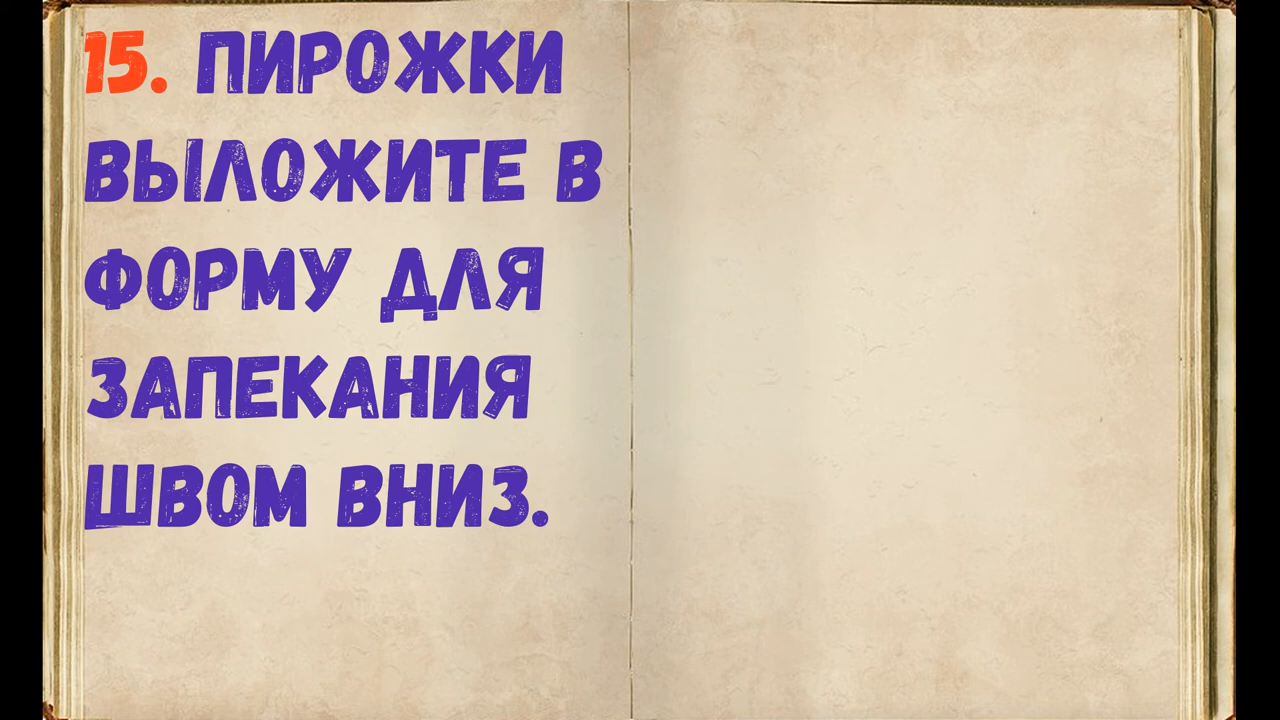 15. ПИРОЖКИ
ВЫЛОЖИТЕ В
ФОРМУ ДЛЯ
ЗАПЕКАНИЯ
ШВОМ ВНИЗ.